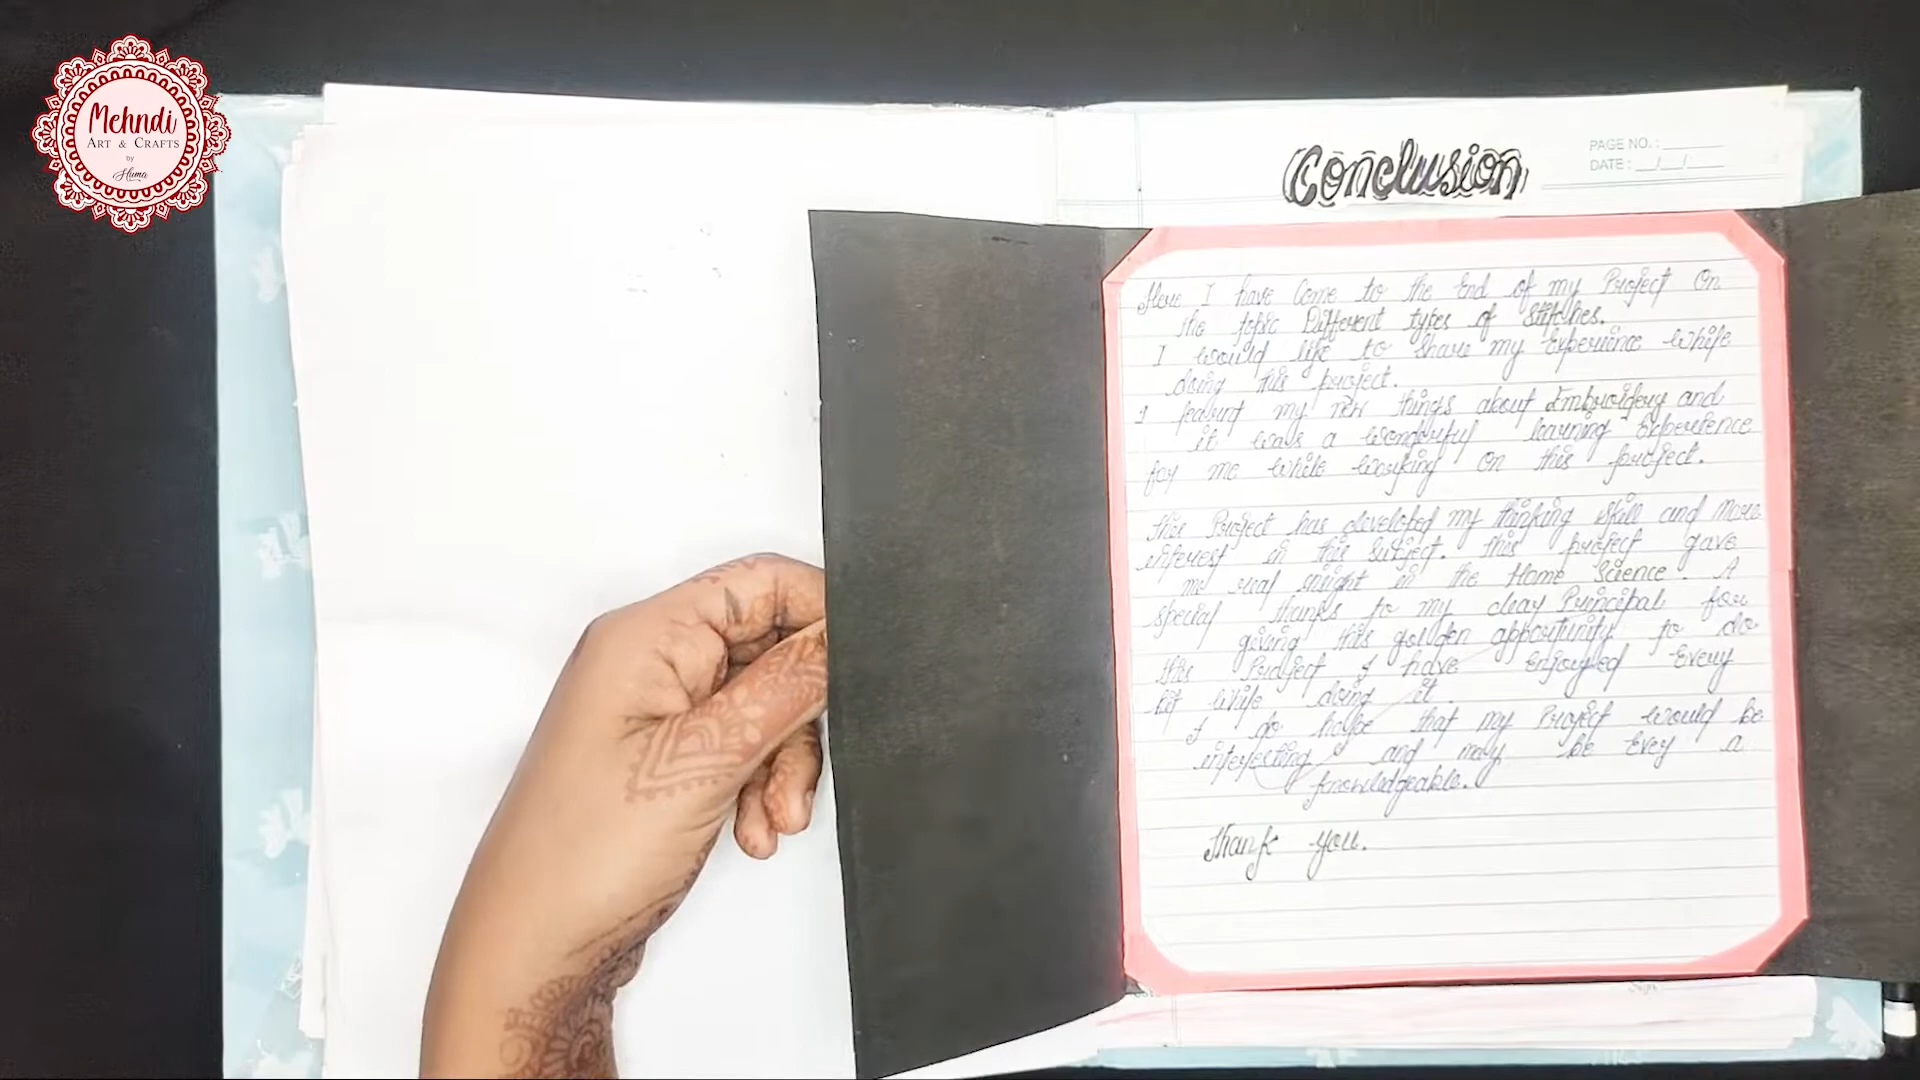 Mehndi
ART & CRAFTS
by
Huma
Conclusion
PAGE NO. :
DATE :
Here I have Come to the End of my Project On
the topic Different types of Stitches.
I would like to Share my Experience While
doing this project.
I learnt my new things about Embroidery and
it was a wonderful learning Experience
for me while working On this project.
this Project has developed my thinking Skill and More
interest in this Subject. this project gave
me real insight in the Home Science. A
special thanks to my dear Principal for
giving this goulden oppcrtunity to do
this Project I have Enjoyed Every
bit While doing it.
I do hope that my Project would be
interesting and may be Every a
knowledgeable.
Thank You.